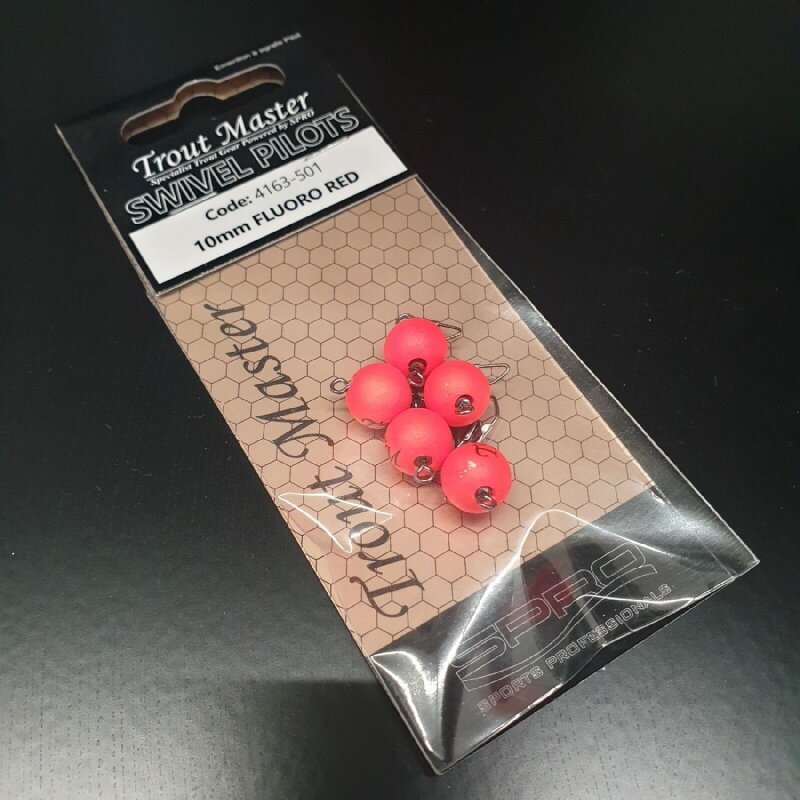 Trout Master
Specialist Trout Gear Powered by SPRO
SWIVEL PILOTS
Code: 4163-501
10mm FLUORO RED
Trout Master
SPRO
SPORTS PROFESSIONALS